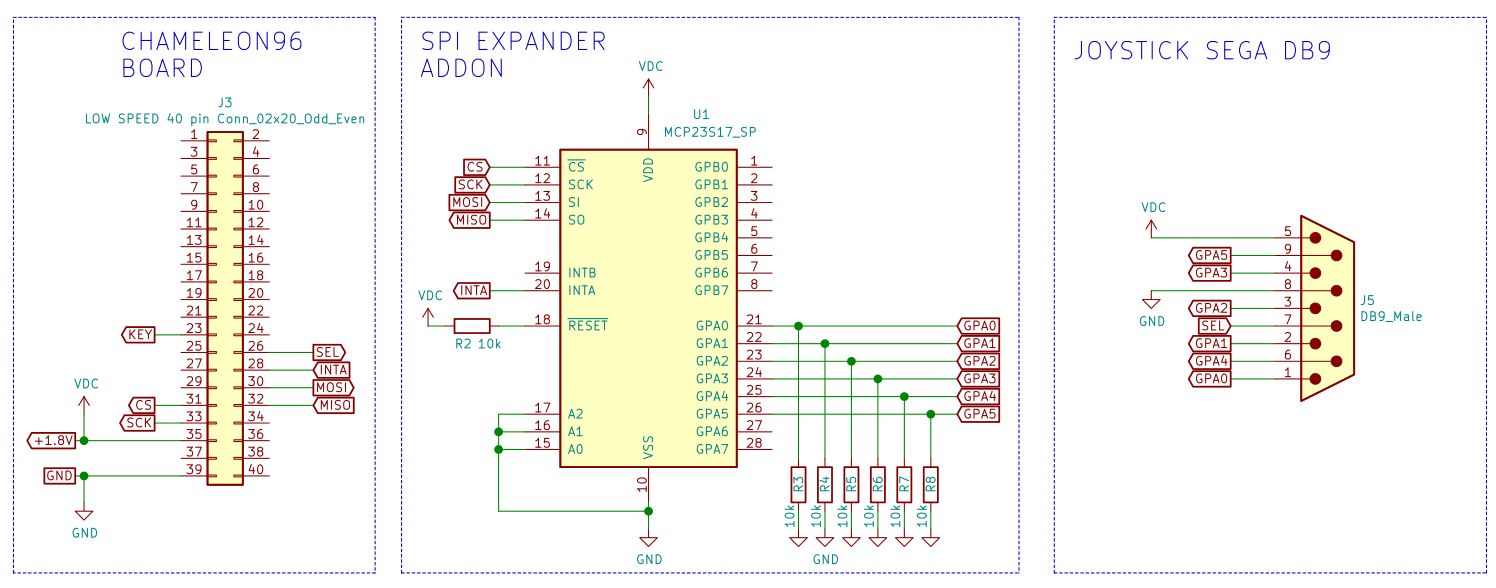 CHAMELEON96
BOARD
J3
LOW SPEED 40 pin Conn_02x20_Odd_Even
1 2
3 4
5 6
7 8
9 10
11 12
13 14
15 16
17 18
19 20
21 22
KEY 23 24
25 26 SEL
27 28 INTA
29 30 MOSI
VDC
CS 31 32 MISO
SCK 33 34
+1.8V 35 36
37 38
GND 39 40
GND
SPI EXPANDER
ADDON
VDC
U1
MCP23S17_SP
9
VDD
CS 11 CS GPB0 1
SCK 12 SCK GPB1 2
MOSI 13 SI GPB2 3
MISO 14 SO GPB3 4
GPB4 5
GPB5 6
19 INTB GPB6 7
INTA 20 INTA GPB7 8
VDC
18 RESET GPA0 21 GPA0
R2 10k
GPA1 22 GPA1
GPA2 23 GPA2
GPA3 24 GPA3
GPA4 25 GPA4
17 A2 GPA5 26 GPA5
16 A1 GPA6 27
15 A0 GPA7 28
VSS
10
R3 R4 R5 R6 R7 R8
10k 10k 10k 10k 10k 10k
GND GND
JOYSTICK SEGA DB9
VDC
5
GPA5 9
GPA3 4
8
GND
GPA2 3
SEL 7
GPA1 2
GPA4 6
GPA0 1
J5
DB9_Male